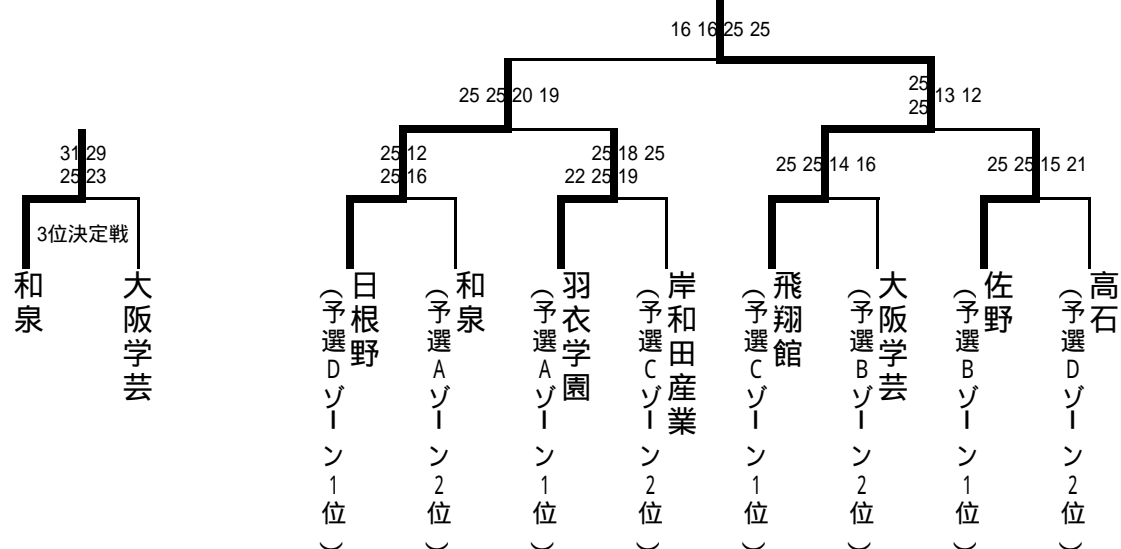 16 16 25 25
25 25 20 19
25
25 13 12
31 29
25 23
25 12
25 16
25 18 25
22 25 19
25 25 14 16
25 25 15 21
3位決定戦
和泉
大阪学芸
日根野
(予選Dゾーン1位)
和泉
(予選Aゾーン2位)
羽衣学園
(予選Aゾーン1位)
岸和田産業
(予選Cゾーン2位)
飛翔館
(予選Cゾーン1位)
大阪学芸
(予選Bゾーン2位)
佐野
(予選Bゾーン1位)
高石
(予選Dゾーン2位)